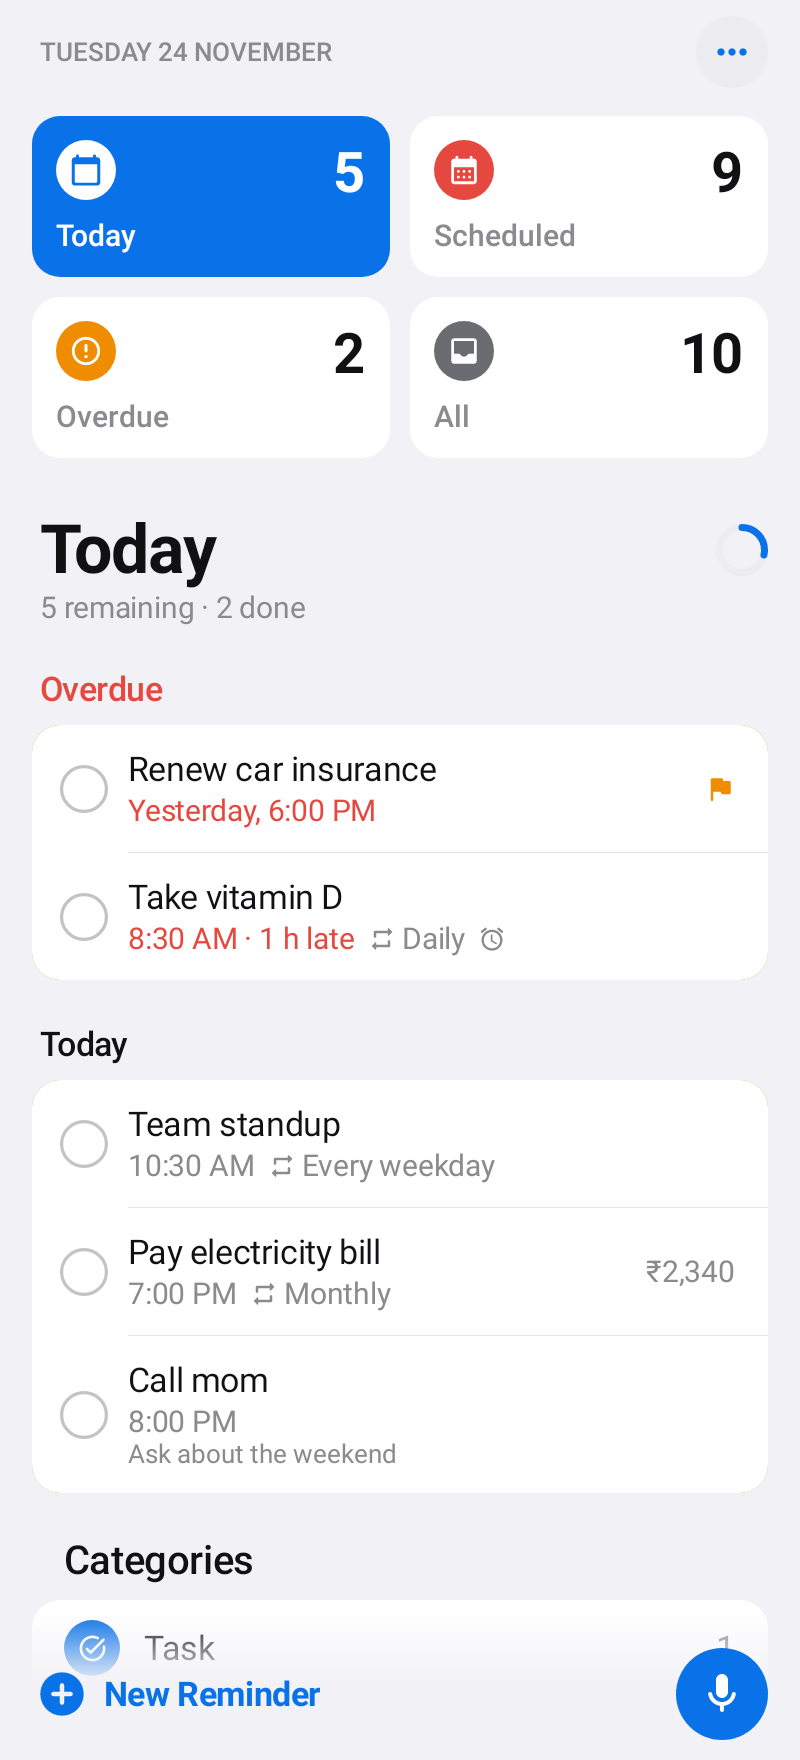 TUESDAY 24 NOVEMBER
5
Today
9
Scheduled
2
Overdue
10
All
Today
5 remaining · 2 done
Overdue
Renew car insurance
Yesterday, 6:00 PM
Take vitamin D
8:30 AM · 1 h late Daily
Today
Team standup
10:30 AM Every weekday
Pay electricity bill
₹2,340
7:00 PM Monthly
Call mom
8:00 PM
Ask about the weekend
Categories
Task
New Reminder